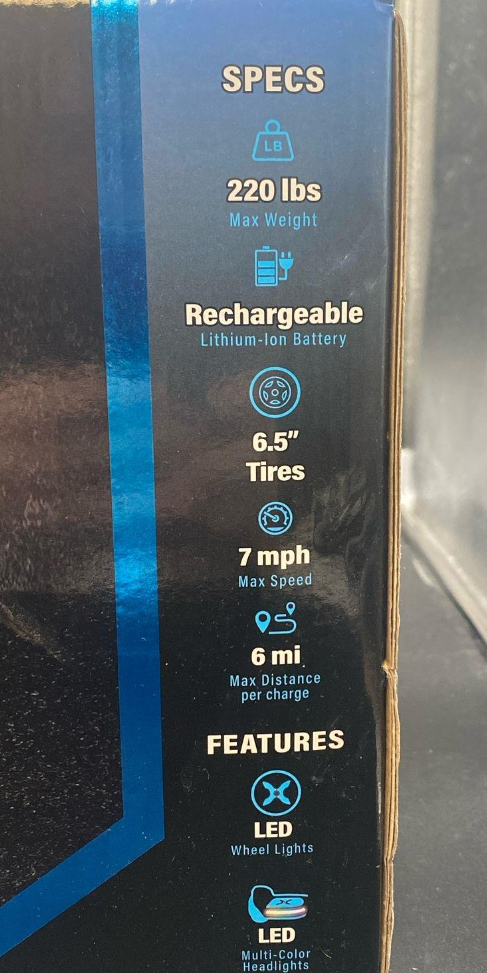 SPECS
LB
220 lbs
Max Weight
Rechargeable
Lithium-Ion Battery
6.5”
Tires
7 mph
Max Speed
6 mi
Max Distance
per charge
FEATURES
LED
Wheel Lights
LED
Multi-Color
Headlights